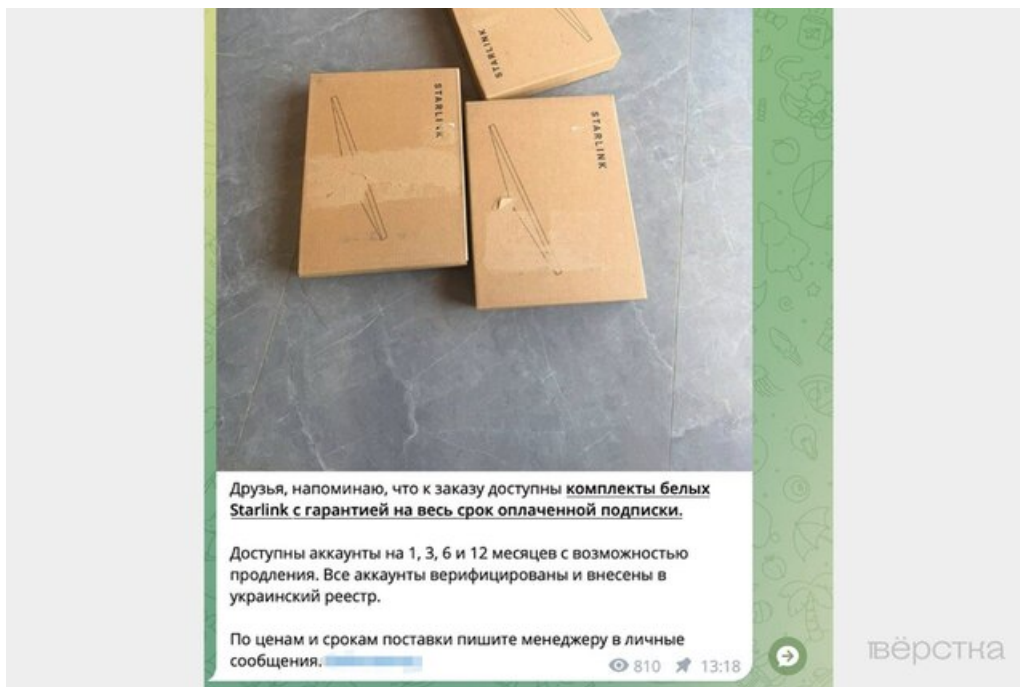 STARLINK
STARLINK
STARLINK
Друзья, напоминаю, что к заказу доступны комплекты белых
Starlink с гарантией на весь срок оплаченной подписки.
Доступны аккаунты на 1, 3, 6 и 12 месяцев с возможностью
продления. Все аккаунты верифицированы и внесены в
украинский реестр.
По ценам и срокам поставки пишите менеджеру в личные
сообщения.
810 13:18
вёрстка